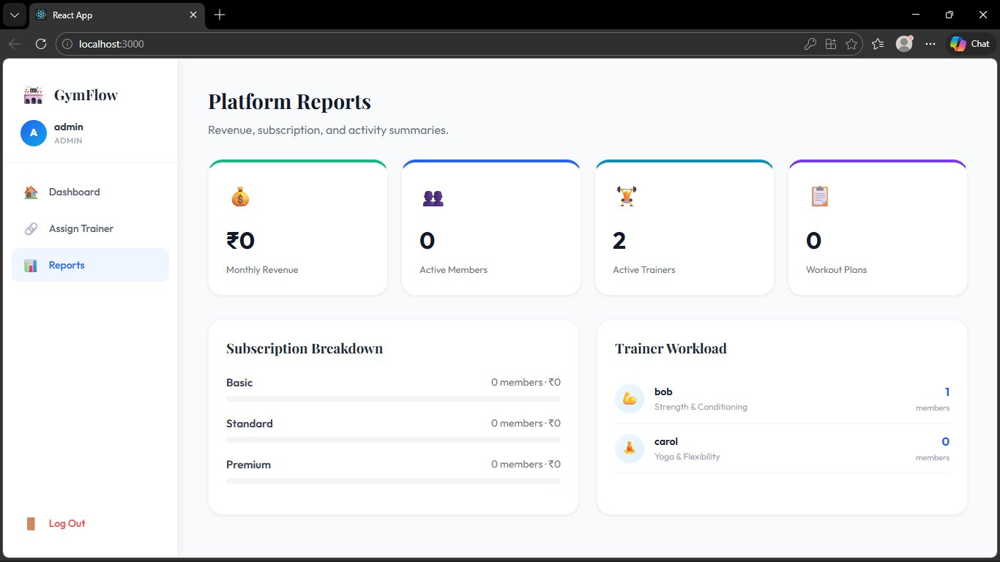 React App
localhost:3000
Chat
GymFlow
A
admin
ADMIN
Dashboard
Assign Trainer
Reports
Log Out
Platform Reports
Revenue, subscription, and activity summaries.
₹0
Monthly Revenue
0
Active Members
2
Active Trainers
0
Workout Plans
Subscription Breakdown
Basic 0 members · ₹0
Standard 0 members · ₹0
Premium 0 members · ₹0
Trainer Workload
bob 1
Strength & Conditioning members
carol 0
Yoga & Flexibility members